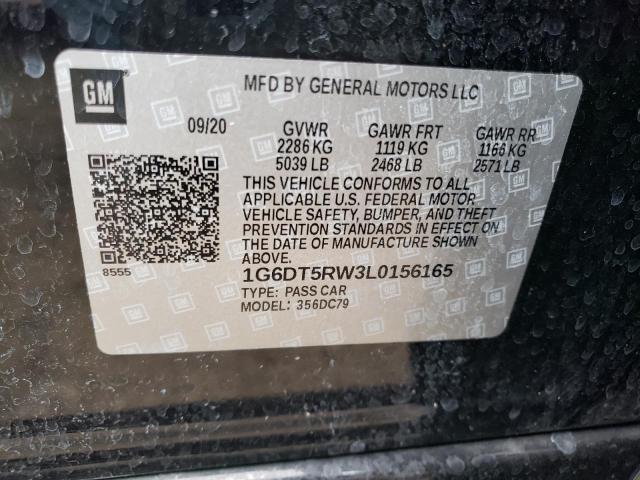 GM
MFD BY GENERAL MOTORS LLC
09/20 GVWR GAWR FRT GAWR RR
2286 KG 1119 KG 1166 KG
5039 LB 2468 LB 2571 LB
THIS VEHICLE CONFORMS TO ALL
APPLICABLE U.S. FEDERAL MOTOR
VEHICLE SAFETY, BUMPER, AND THEFT
PREVENTION STANDARDS IN EFFECT ON
THE DATE OF MANUFACTURE SHOWN
ABOVE.
8555
1G6DT5RW3L0156165
TYPE: PASS CAR
MODEL: 356DC79